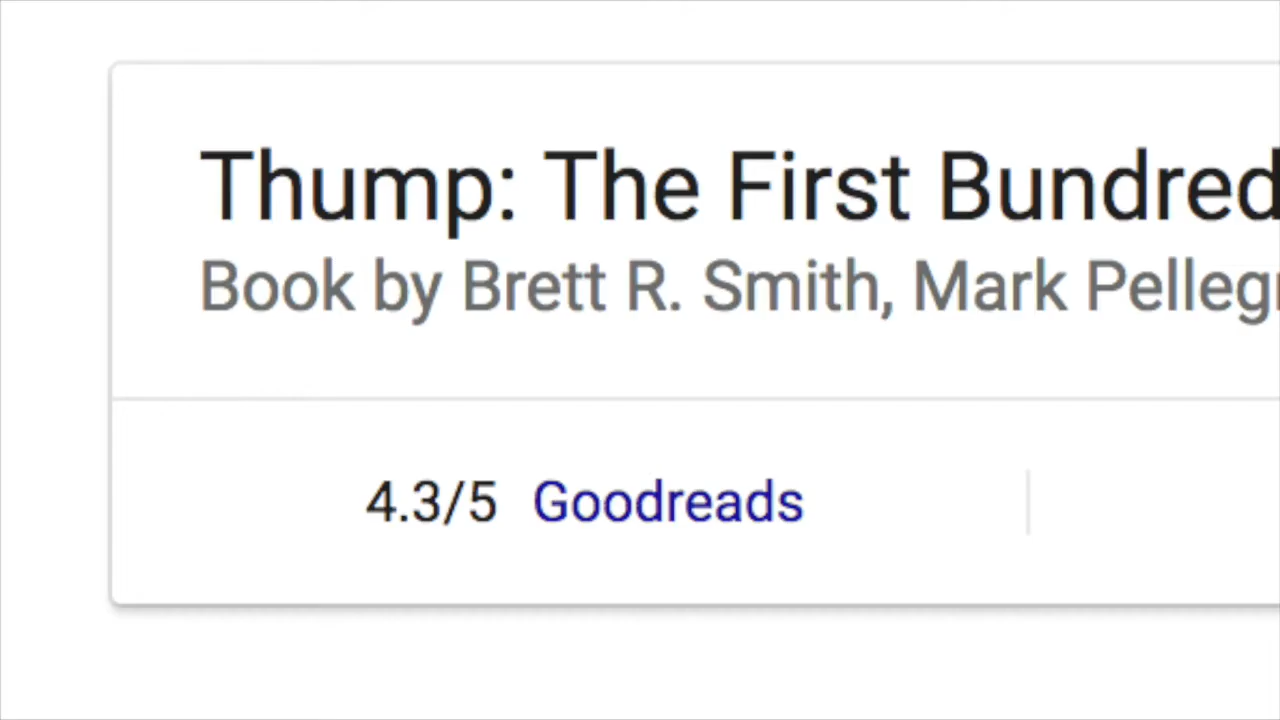 Thump: The First Bundred
Book by Brett R. Smith, Mark Pelleg
4.3/5 Goodreads